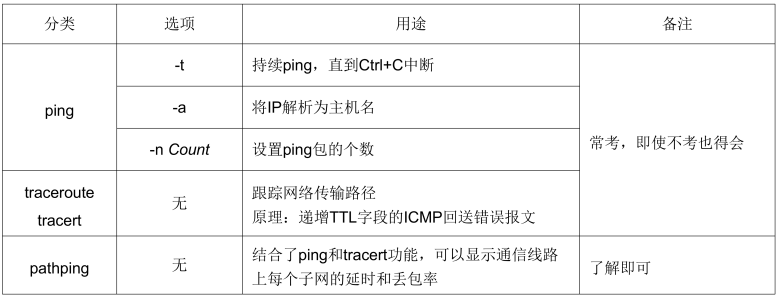 分类 选项 用途 备注
ping -t 持续ping，直到Ctrl+C中断
-a 将IP解析为主机名
-n Count 设置ping包的个数
常考，即使不考也得会
traceroute
tracert
无
跟踪网络传输路径
原理：递增TTL字段的ICMP回送错误报文
pathping
无
结合了ping和tracert功能，可以显示通信线路
上每个子网的延时和丢包率
了解即可